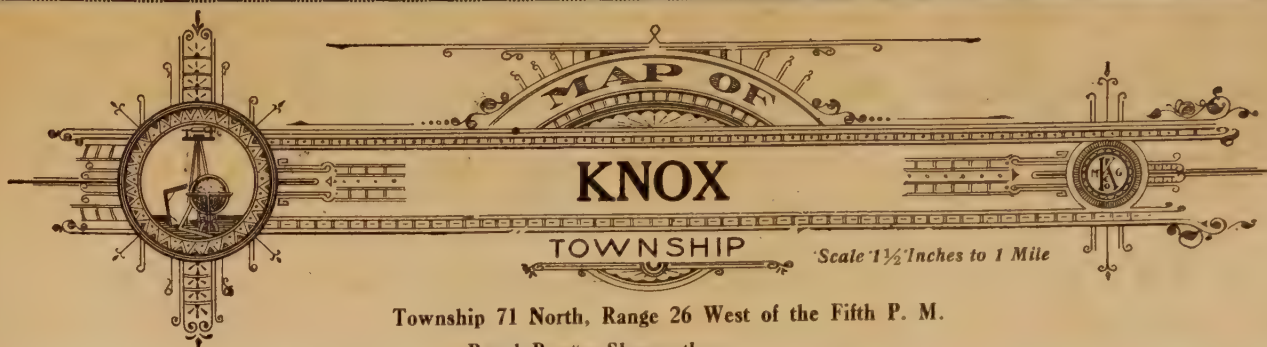 MAP OF
KNOX
TOWNSHIP
Scale 1½ Inches to 1 Mile
Township 71 North, Range 26 West of the Fifth P. M.